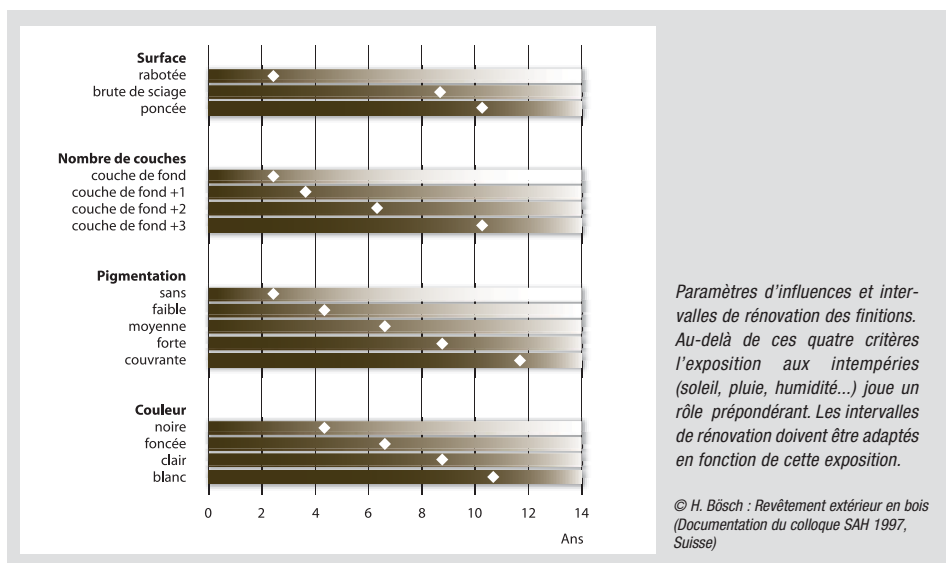 Surface
rabotée
brute de sciage
poncée
Nombre de couches
couche de fond
couche de fond +1
couche de fond +2
couche de fond +3
Pigmentation
sans
faible
moyenne
forte
couvrante
Couleur
noire
foncée
clair
blanc
0 2 4 6 8 10 12 14
Ans
Paramètres d'influences et inter-
valles de rénovation des finitions.
Au-delà de ces quatre critères
l'exposition aux intempéries
(soleil, pluie, humidité...) joue un
rôle prépondérant. Les intervalles
de rénovation doivent être adaptés
en fonction de cette exposition.
© H. Bösch : Revêtement extérieur en bois
(Documentation du colloque SAH 1997,
Suisse)